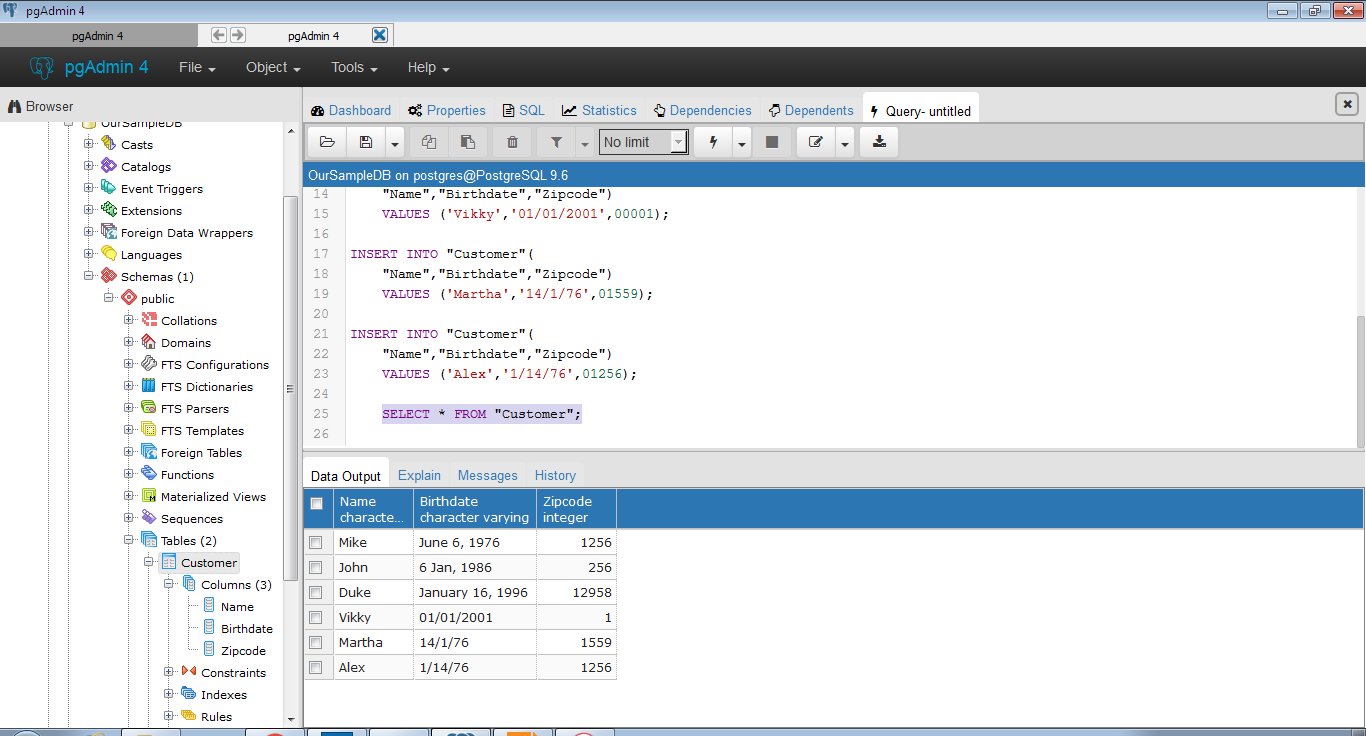 pgAdmin 4
pgAdmin 4
pgAdmin 4
pgAdmin 4 File Object Tools Help
Browser
Dashboard Properties SQL Statistics Dependencies Dependents Query- untitled
No limit
OurSampleDB on postgres@PostgreSQL 9.6
OurSampleDB
Casts
Catalogs
Event Triggers
Extensions
Foreign Data Wrappers
Languages
Schemas (1)
public
Collations
Domains
FTS Configurations
FTS Dictionaries
FTS Parsers
FTS Templates
Foreign Tables
Functions
Materialized Views
Sequences
Tables (2)
Customer
Columns (3)
Name
Birthdate
Zipcode
Constraints
Indexes
Rules
14 "Name","Birthdate","Zipcode")
15 VALUES ('Vikky','01/01/2001',00001);
16
17 INSERT INTO "Customer"(
18 "Name","Birthdate","Zipcode")
19 VALUES ('Martha','14/1/76',01559);
20
21 INSERT INTO "Customer"(
22 "Name","Birthdate","Zipcode")
23 VALUES ('Alex','1/14/76',01256);
24
25 SELECT * FROM "Customer";
26
Data Output Explain Messages History
Name Birthdate Zipcode
characte... character varying integer
Mike June 6, 1976 1256
John 6 Jan, 1986 256
Duke January 16, 1996 12958
Vikky 01/01/2001 1
Martha 14/1/76 1559
Alex 1/14/76 1256